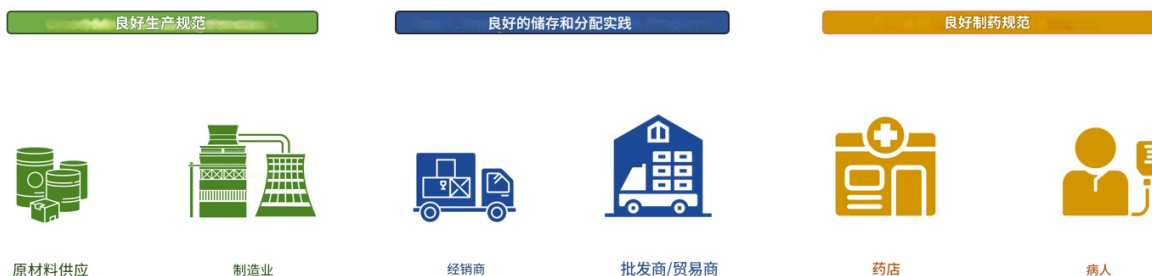 良好生产规范
良好的储存和分配实践
良好制药规范
原材料供应
制造业
经销商
批发商/贸易商
药店
病人